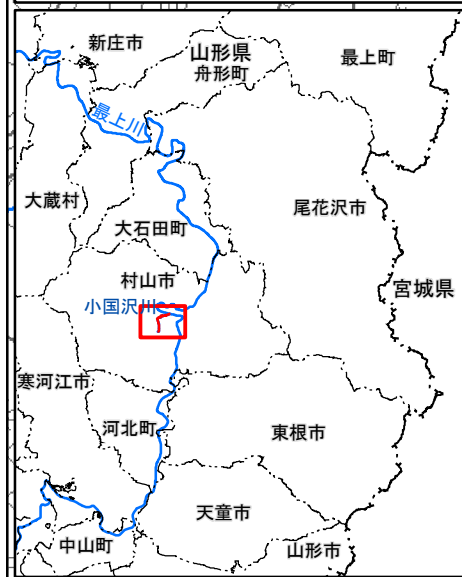 新庄市
山形県
舟形町
最上町
最上川
大蔵村
尾花沢市
大石田町
村山市
宮城県
小国沢川
寒河江市
河北町
東根市
天童市
中山町
山形市